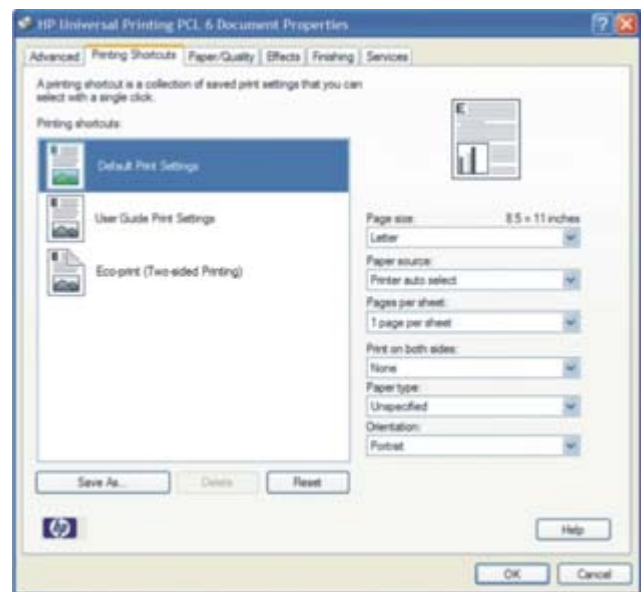 HP Universal Printing PCL 6 Document Properties
Advanced Printing Shortcuts Paper/Quality Effects Finishing Services
A printing shortcut is a collection of saved print settings that you can
select with a single click.
Printing shortcuts:
Default Print Settings
User Guide Print Settings
Eco-print (Two-sided Printing)
Save As...
Delete
Reset
E
Page size: 8.5 × 11 inches
Letter
Paper source:
Printer auto select
Pages per sheet:
1 page per sheet
Print on both sides:
None
Paper type:
Unspecified
Orientation:
Portrait
hp
Help
OK
Cancel